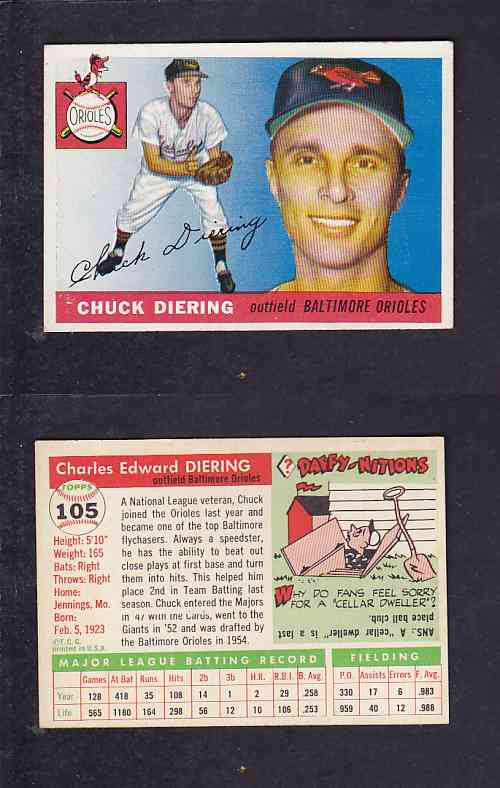 ORIOLES
Chuck Diering
CHUCK DIERING outfield BALTIMORE ORIOLES
Charles Edward DIERING
outfield Baltimore Orioles
TOPPS
105
Height: 5'10"
Weight: 165
Bats: Right
Throws: Right
Home:
Jennings, Mo.
Born:
Feb. 5, 1923
©T. C. G.
printed in U.S.A.
A National League veteran, Chuck
joined the Orioles last year and
became one of the top Baltimore
flychasers. Always a speedster,
he has the ability to beat out
close plays at first base and turn
them into hits. This helped him
place 2nd in Team Batting last
season. Chuck entered the Majors
in '47 with the Cards, went to the
Giants in '52 and was drafted by
the Baltimore Orioles in 1954.
? DAFFY-NITIONS
WHY DO FANS FEEL SORRY
FOR A "CELLAR DWELLER"?
ANS.: A "cellar dweller" is a last
place ball club.
MAJOR LEAGUE BATTING RECORD
Games At Bat Runs Hits 2b 3b H.R. R.B.I. B. Avg.
Year 128 418 35 108 14 1 2 29 .258
Life 565 1180 164 298 56 12 10 106 .253
FIELDING
P.O. Assists Errors F. Avg.
330 17 6 .983
959 40 12 .988